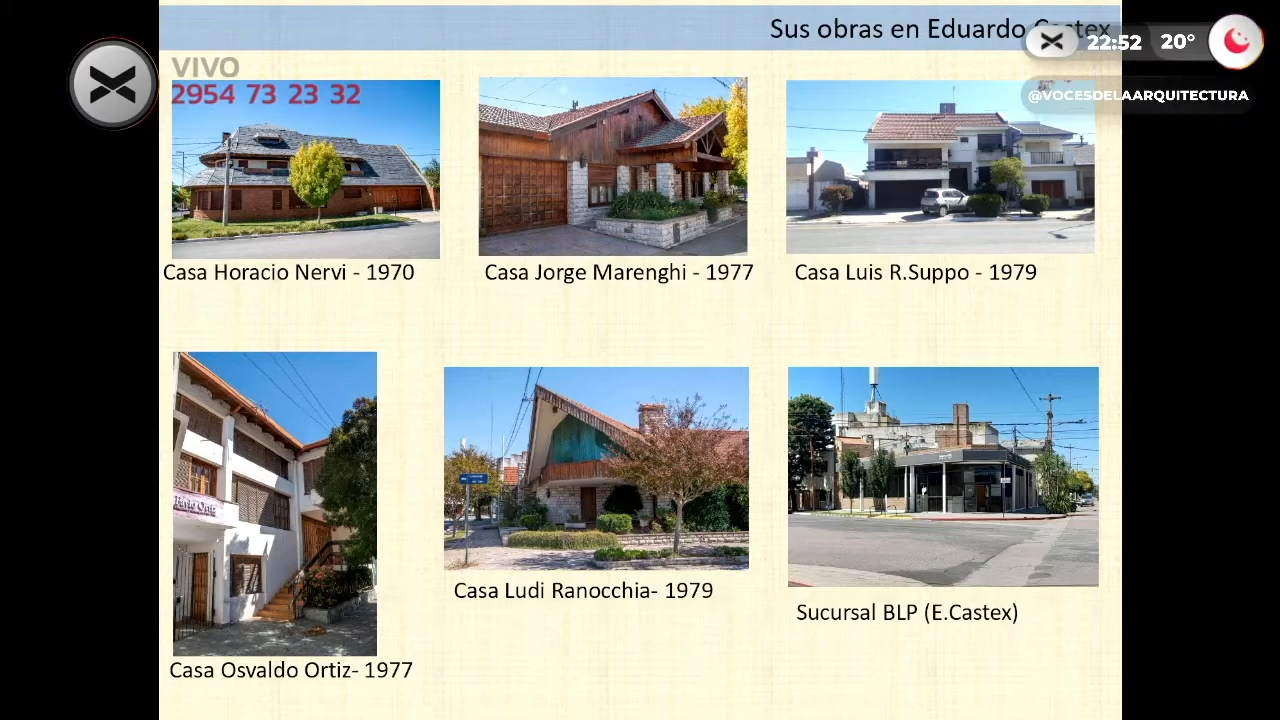 Sus obras en Eduardo Castex
22:52 20°
VIVO
2954 73 23 32
@VOCESDELAARQUITECTURA
Casa Horacio Nervi - 1970
Casa Jorge Marenghi - 1977
Casa Luis R.Suppo - 1979
Casa Ludi Ranocchia- 1979
Sucursal BLP (E.Castex)
Casa Osvaldo Ortiz- 1977